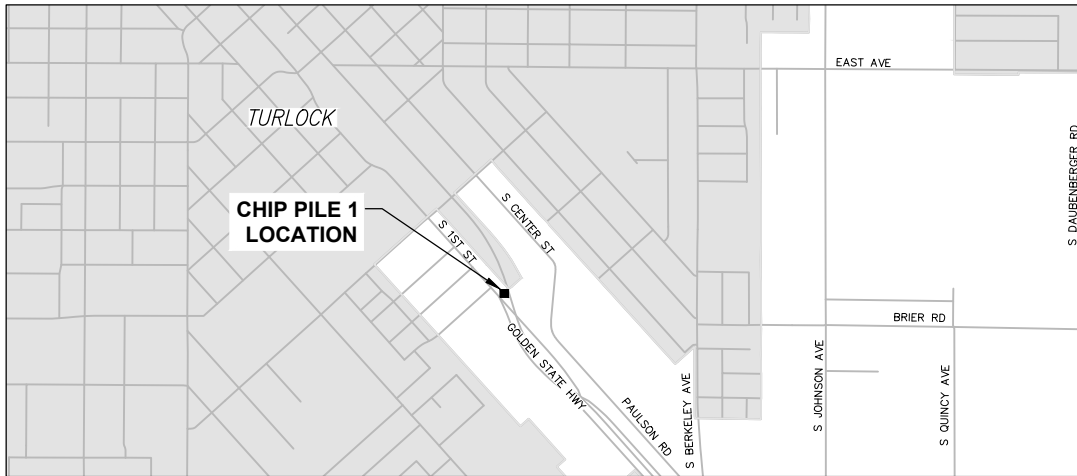 EAST AVE
TURLOCK
S DAUBENBERGER RD
CHIP PILE 1
LOCATION
S CENTER ST
S 1ST ST
BRIER RD
GOLDEN STATE HWY
S JOHNSON AVE
S BERKELEY AVE
PAULSON RD
S QUINCY AVE